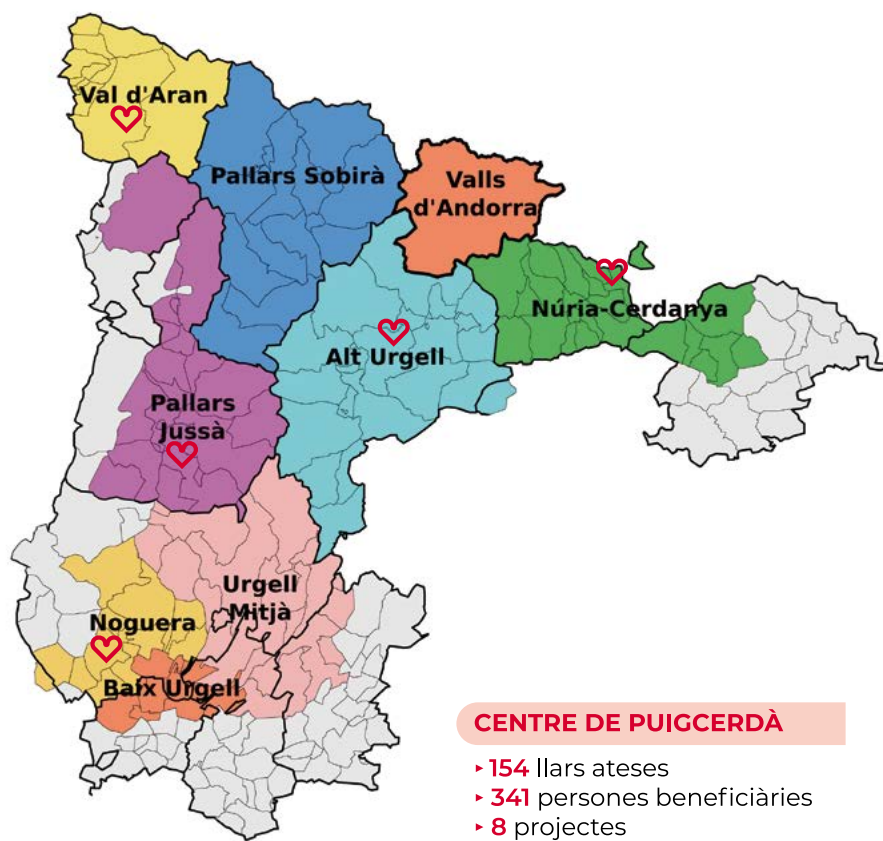 Val d'Aran
Pallars Sobirà
Valls
d'Andorra
Núria-Cerdanya
Alt Urgell
Pallars
Jussà
Urgell
Mitjà
Noguera
Baix Urgell
CENTRE DE PUIGCERDÀ
‣ 154 llars ateses
‣ 341 persones beneficiàries
‣ 8 projectes